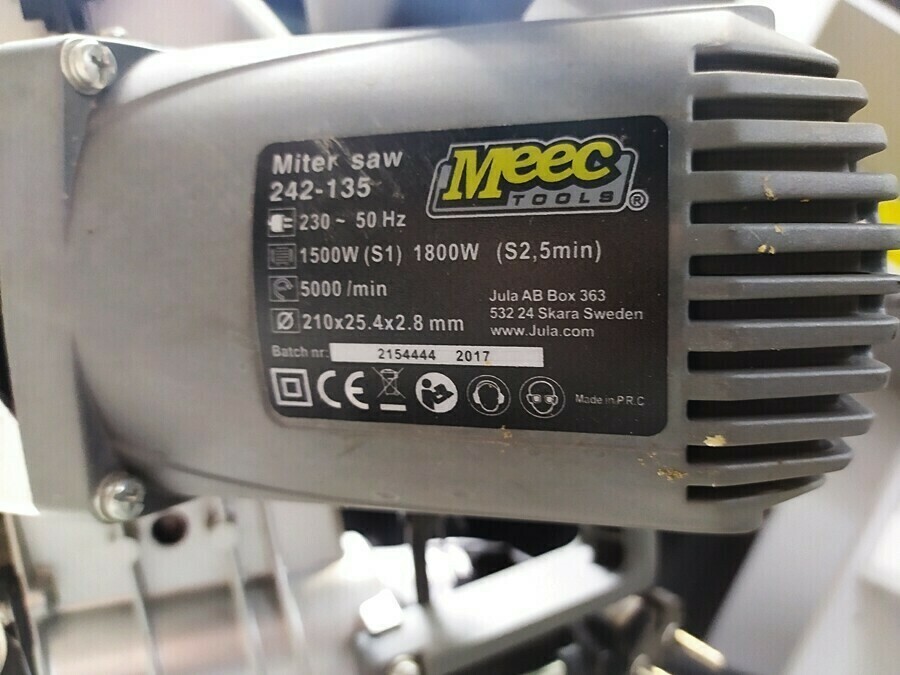 Miter saw
242-135
Meec
TOOLS®
230 ~ 50 Hz
1500W (S1) 1800W (S2,5min)
5000 /min
210x25.4x2.8 mm
Jula AB Box 363
532 24 Skara Sweden
www.Jula.com
Batch nr: 2154444 2017
CE
Made in P.R.C